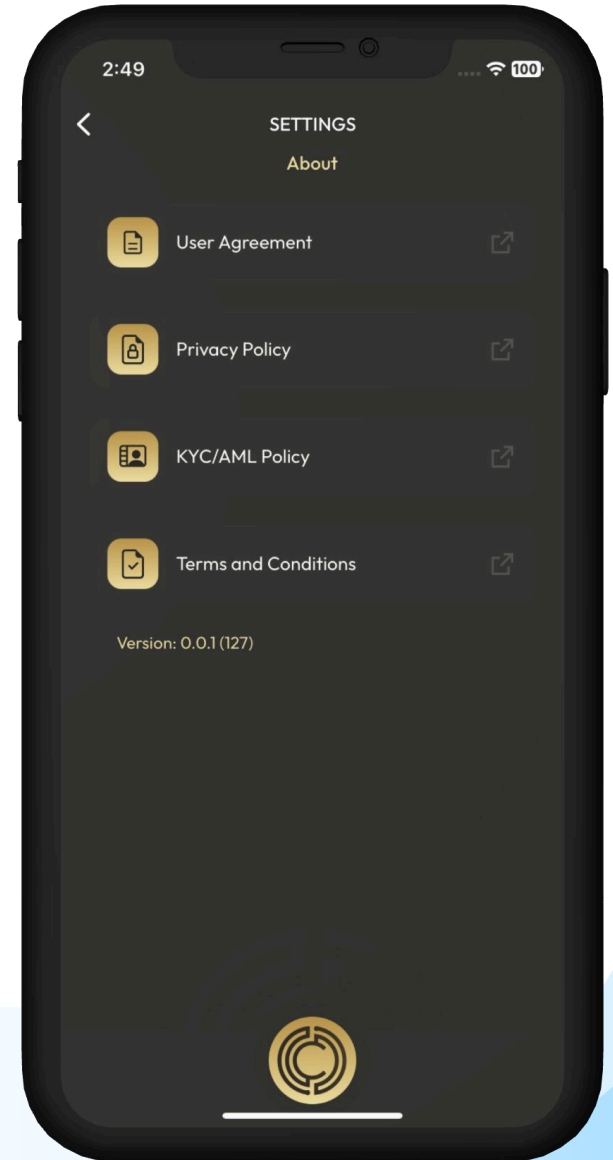 2:49
100
SETTINGS
About
User Agreement
Privacy Policy
KYC/AML Policy
Terms and Conditions
Version: 0.0.1 (127)